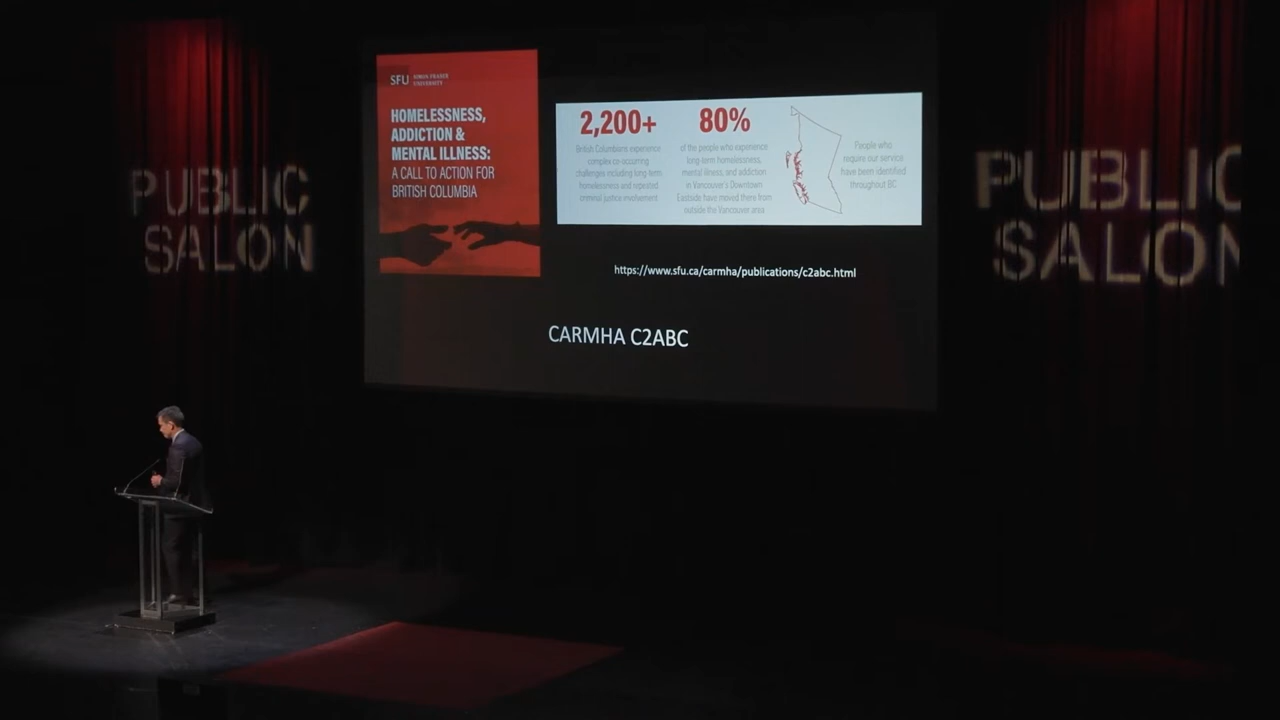 PUBLIC
SALON
SFU SIMON FRASER
UNIVERSITY
HOMELESSNESS,
ADDICTION &
MENTAL ILLNESS:
A CALL TO ACTION FOR
BRITISH COLUMBIA
2,200+
British Columbians experience
complex co-occurring
challenges including long-term
homelessness and repeated
criminal justice involvement
80%
of the people who experience
long-term homelessness,
mental illness, and addiction
in Vancouver's Downtown
Eastside have moved there from
outside the Vancouver area
People who
require our service
have been identified
throughout BC
https://www.sfu.ca/carmha/publications/c2abc.html
CARMHA C2ABC
PUBLIC
SALON